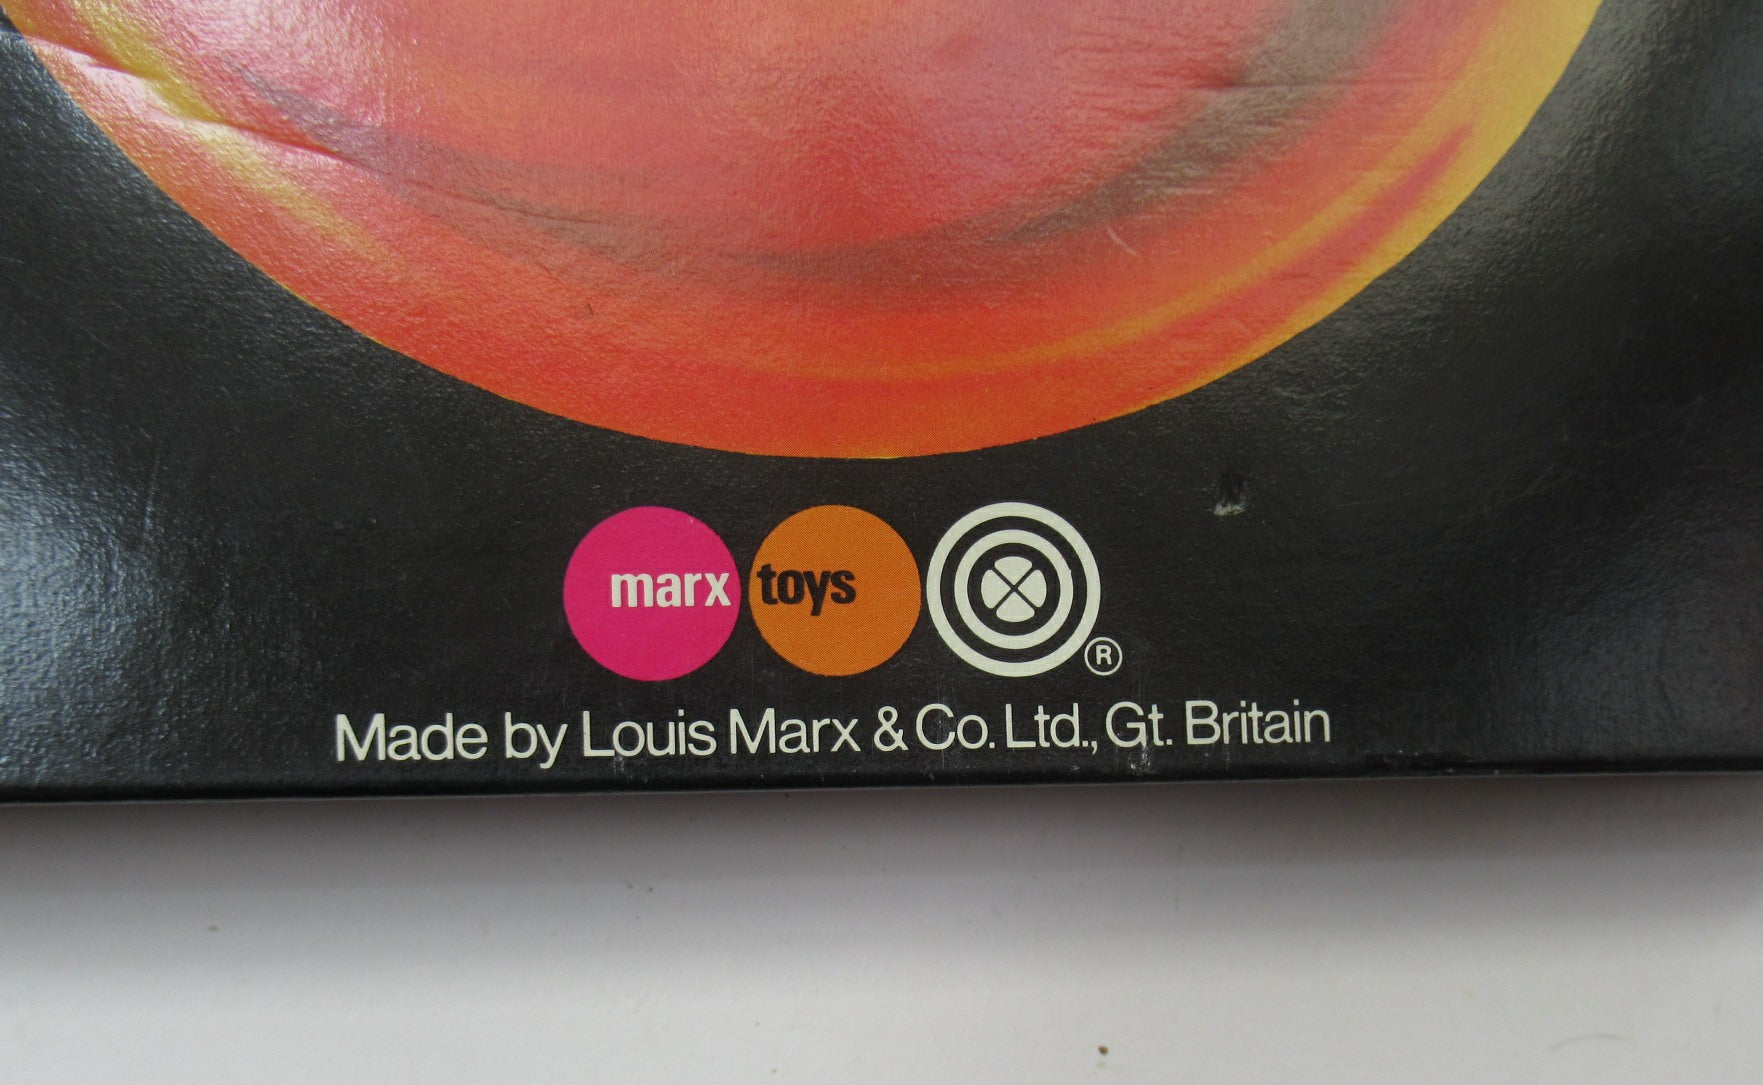 marx toys
®
Made by Louis Marx & Co. Ltd., Gt. Britain